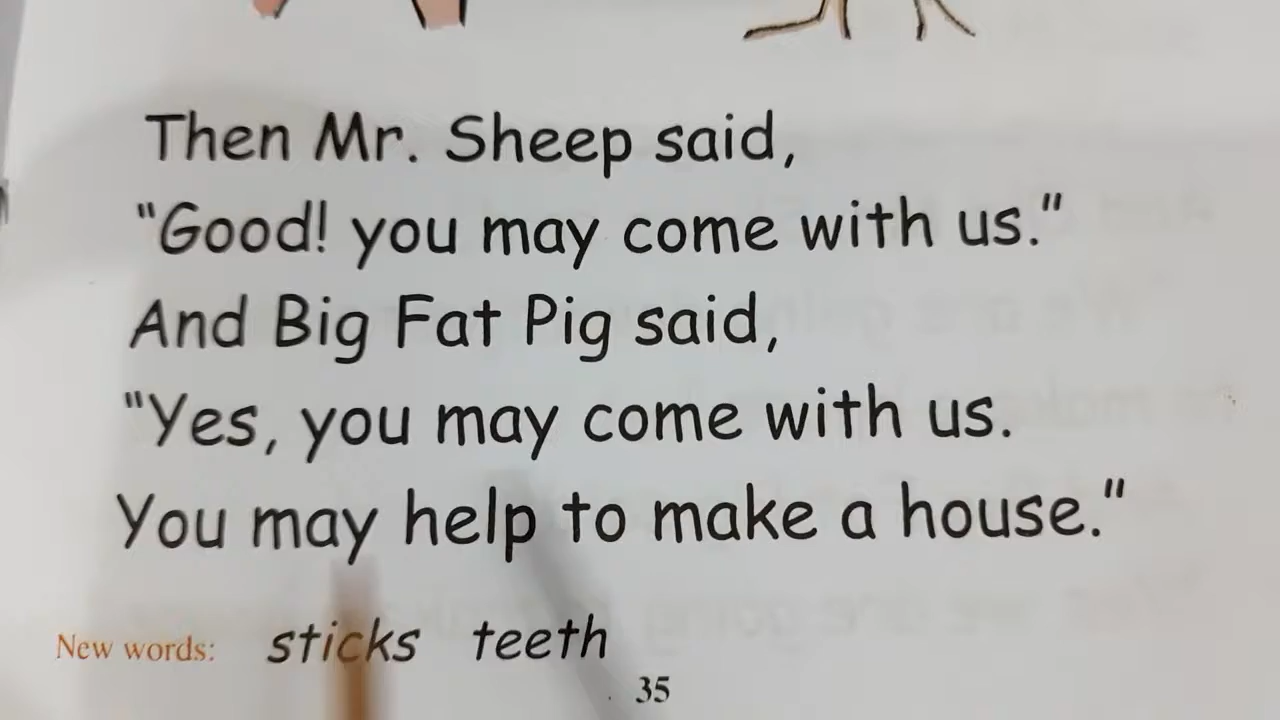 Then Mr. Sheep said,
"Good! you may come with us."
And Big Fat Pig said,
"Yes, you may come with us.
You may help to make a house."
New words: sticks teeth
35